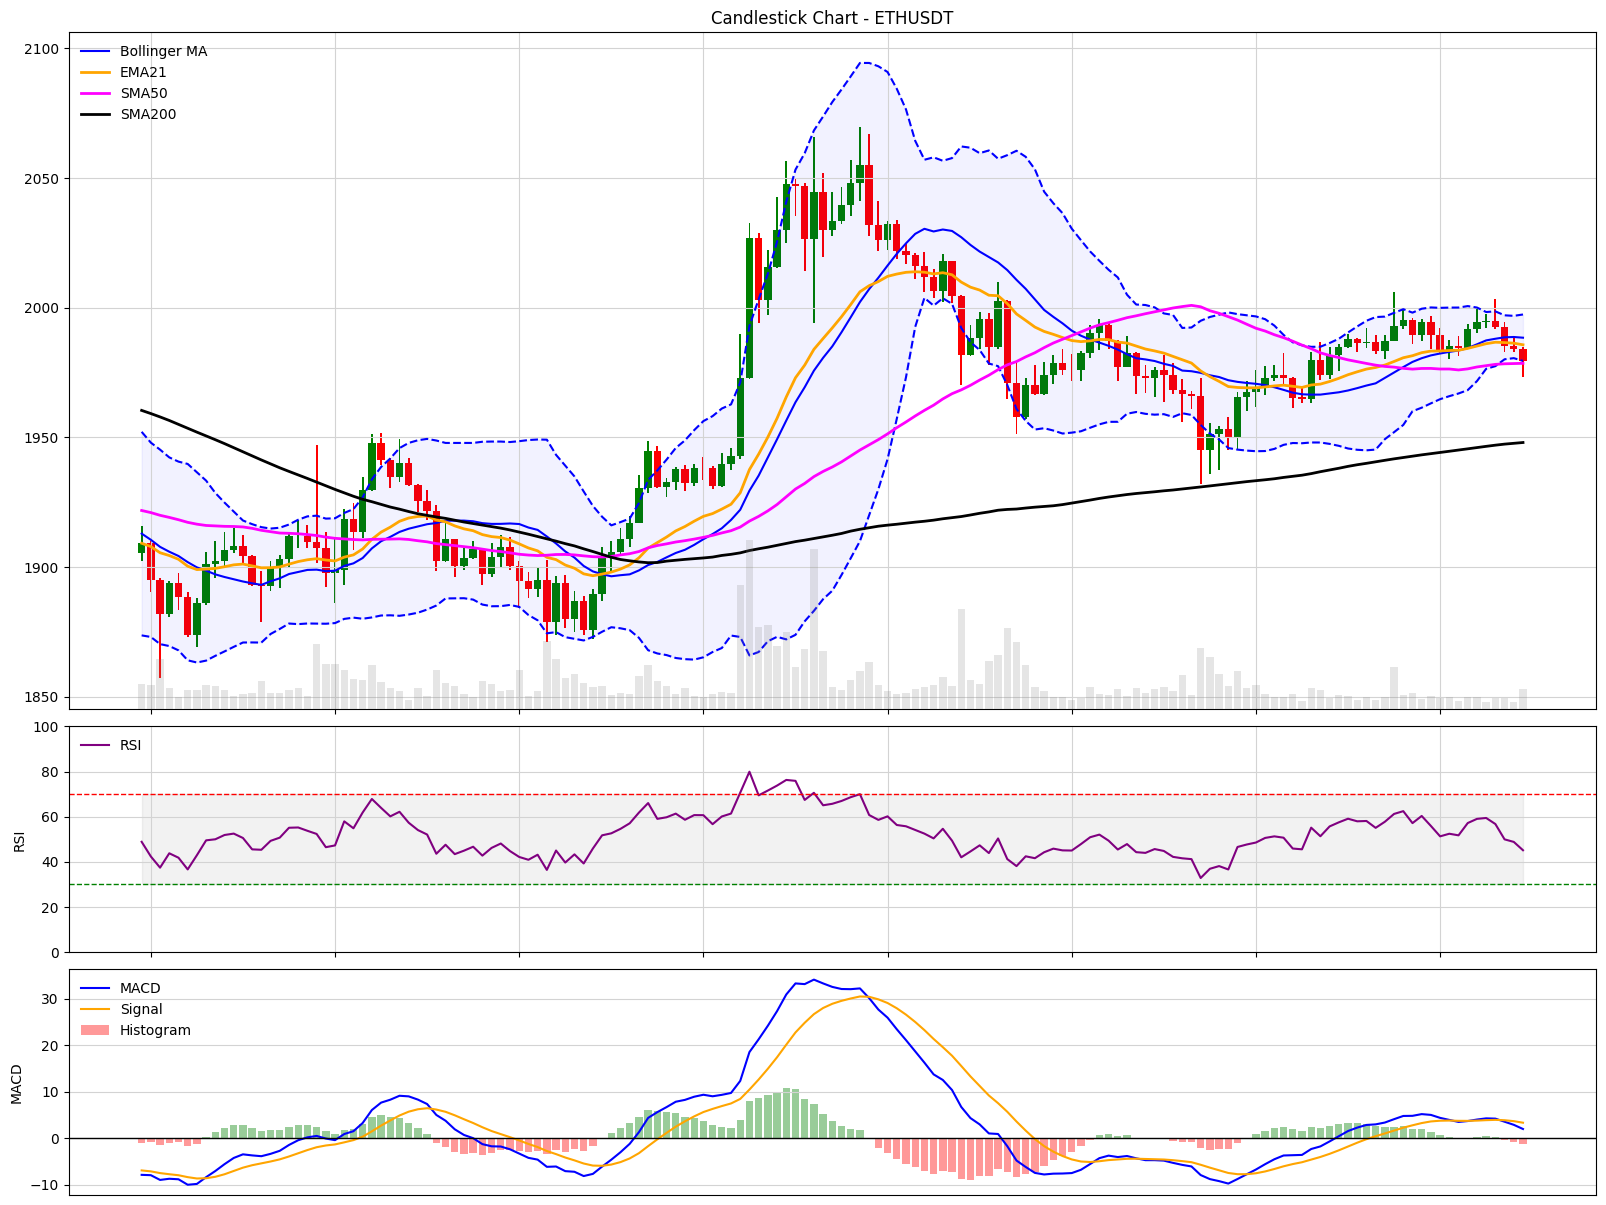 Candlestick Chart - ETHUSDT
Bollinger MA
EMA21
SMA50
SMA200
2100
2050
2000
1950
1900
1850
RSI
RSI
100
80
60
40
20
0
MACD
Signal
Histogram
MACD
30
20
10
0
−10